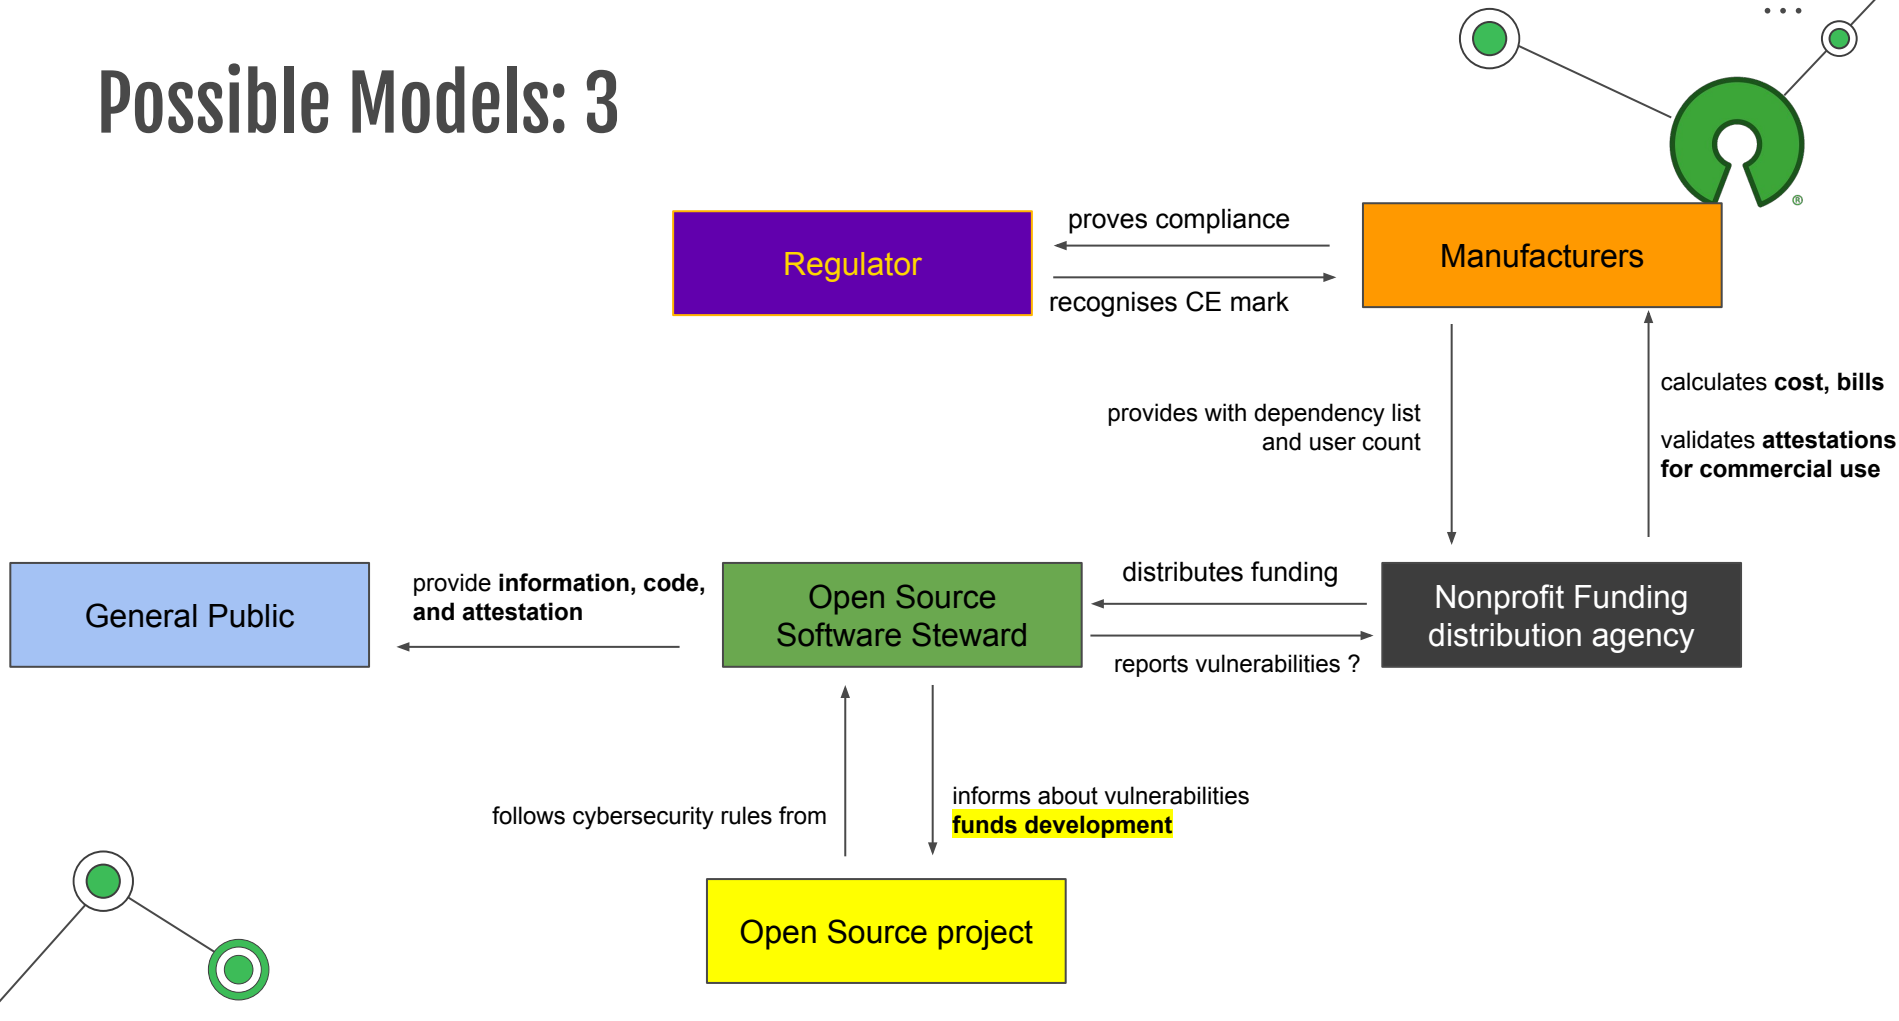 Possible Models: 3
...
®
Regulator
proves compliance
recognises CE mark
Manufacturers
provides with dependency list
and user count
calculates cost, bills
validates attestations
for commercial use
General Public
provide information, code,
and attestation
Open Source
Software Steward
distributes funding
reports vulnerabilities ?
Nonprofit Funding
distribution agency
follows cybersecurity rules from
informs about vulnerabilities
funds development
Open Source project